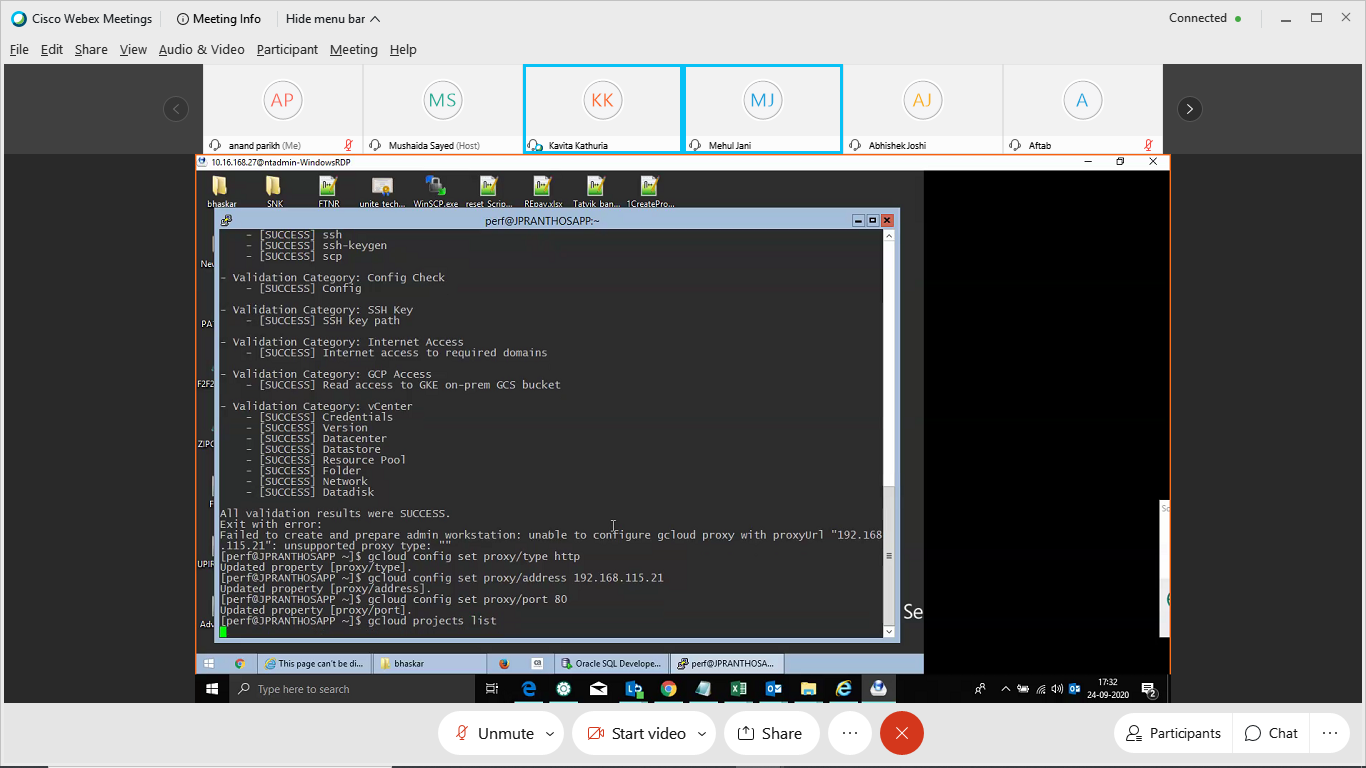 Cisco Webex Meetings
Meeting Info
Hide menu bar
Connected
File Edit Share View Audio & Video Participant Meeting Help
AP MS KK MJ AJ A
anand parikh (Me)
Mushaida Sayed (Host)
Kavita Kathuria
Mehul Jani
Abhishek Joshi
Aftab
10.16.168.27@ntadmin-WindowsRDP
bhaskar SNK FTNR unite_tech... WinSCP.exe reset_Scrip... REpay.xlsx Tatvik_bano... 1CreatePro...
perf@JPRANTHOSAPP:~
- [SUCCESS] ssh
- [SUCCESS] ssh-keygen
- [SUCCESS] scp
- Validation Category: Config Check
- [SUCCESS] Config
- Validation Category: SSH Key
- [SUCCESS] SSH key path
- Validation Category: Internet Access
- [SUCCESS] Internet access to required domains
- Validation Category: GCP Access
- [SUCCESS] Read access to GKE on-prem GCS bucket
- Validation Category: vCenter
- [SUCCESS] Credentials
- [SUCCESS] Version
- [SUCCESS] Datacenter
- [SUCCESS] Datastore
- [SUCCESS] Resource Pool
- [SUCCESS] Folder
- [SUCCESS] Network
- [SUCCESS] Datadisk
All validation results were SUCCESS.
Exit with error:
Failed to create and prepare admin workstation: unable to configure gcloud proxy with proxyUrl "192.168
.115.21": unsupported proxy type: ""
[perf@JPRANTHOSAPP ~]$ gcloud config set proxy/type http
Updated property [proxy/type].
[perf@JPRANTHOSAPP ~]$ gcloud config set proxy/address 192.168.115.21
Updated property [proxy/address].
[perf@JPRANTHOSAPP ~]$ gcloud config set proxy/port 80
Updated property [proxy/port].
[perf@JPRANTHOSAPP ~]$ gcloud projects list
Nev
PA
F2F2
ZIPC
F
UPIR
Adv
Se
This page can't be di...
bhaskar
Oracle SQL Develope...
perf@JPRANTHOSA...
Type here to search
17:32
24-09-2020
2
Unmute
Start video
Share
Participants
Chat